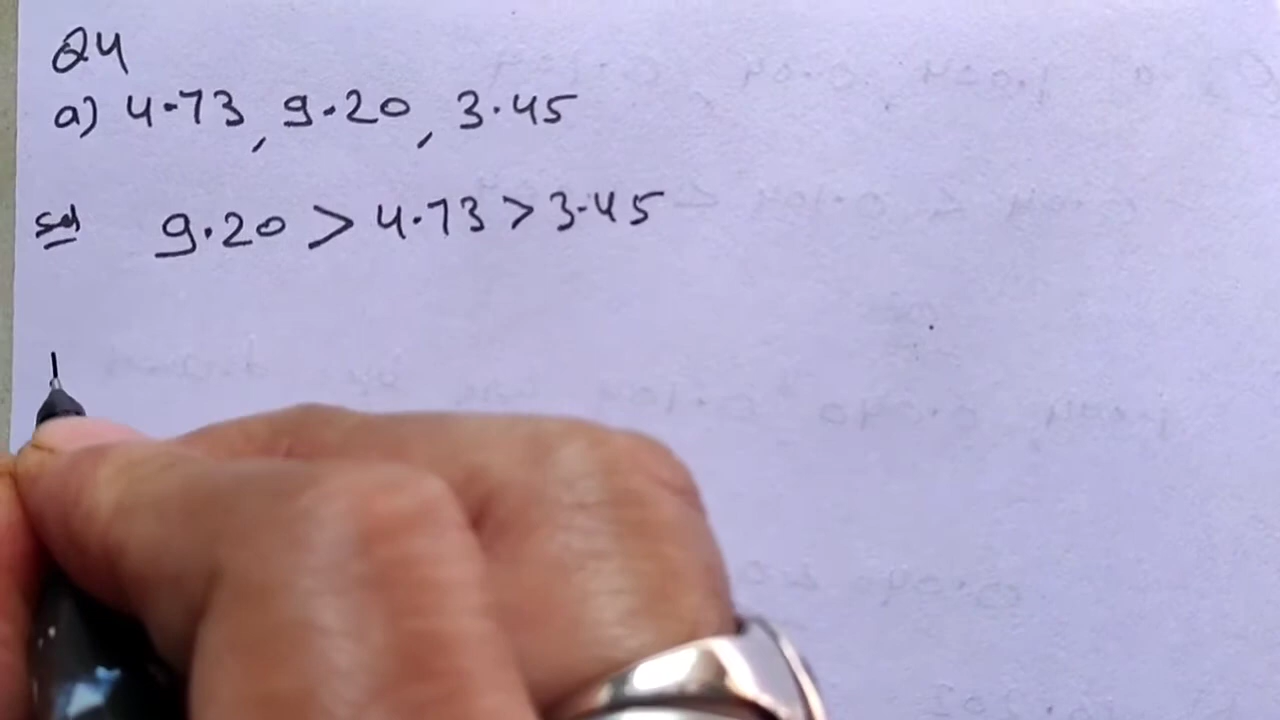 Q4
a) 4.73, 9.20, 3.45
Sol 9.20 > 4.73 > 3.45